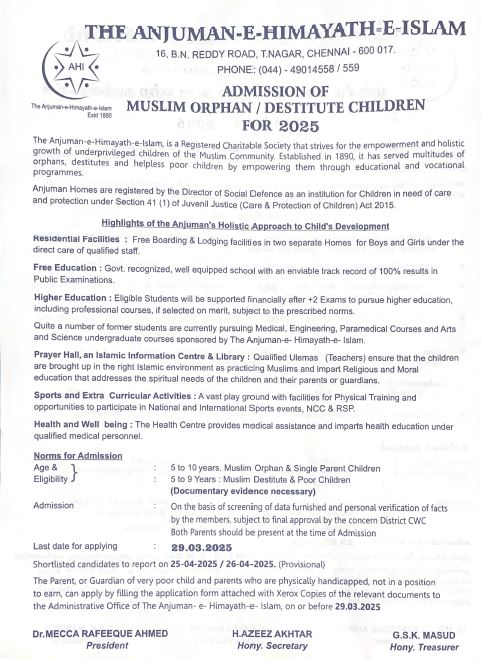 THE ANJUMAN-E-HIMAYATH-E-ISLAM
16, B.N. REDDY ROAD, T.NAGAR, CHENNAI - 600 017.
PHONE: (044) - 49014558 / 559
AHI
The Anjuman-e-Himayath-e-Islam
Estd 1890
ADMISSION OF
MUSLIM ORPHAN / DESTITUTE CHILDREN
FOR 2025
The Anjuman-e-Himayath-e-Islam, is a Registered Charitable Society that strives for the empowerment and holistic
growth of underprivileged children of the Muslim Community. Established in 1890, it has served multitudes of
orphans, destitutes and helpless poor children by empowering them through educational and vocational
programmes.
Anjuman Homes are registered by the Director of Social Defence as an institution for Children in need of care
and protection under Section 41 (1) of Juvenil Justice (Care & Protection of Children) Act 2015.
Highlights of the Anjuman's Holistic Approach to Child's Development
Residential Facilities : Free Boarding & Lodging facilities in two separate Homes for Boys and Girls under the
direct care of qualified staff.
Free Education : Govt. recognized, well equipped school with an enviable track record of 100% results in
Public Examinations.
Higher Education : Eligible Students will be supported financially after +2 Exams to pursue higher education,
including professional courses, if selected on merit, subject to the prescribed norms.
Quite a number of former students are currently pursuing Medical, Engineering, Paramedical Courses and Arts
and Science undergraduate courses sponsored by The Anjuman-e- Himayath-e- Islam.
Prayer Hall, an Islamic Information Centre & Library : Qualified Ulemas (Teachers) ensure that the children
are brought up in the right Islamic environment as practicing Muslims and impart Religious and Moral
education that addresses the spiritual needs of the children and their parents or guardians.
Sports and Extra Curricular Activities : A vast play ground with facilities for Physical Training and
opportunities to participate in National and International Sports events, NCC & RSP.
Health and Well being : The Health Centre provides medical assistance and imparts health education under
qualified medical personnel.
Norms for Admission
Age & Eligibility } : 5 to 10 years. Muslim Orphan & Single Parent Children
: 5 to 9 Years : Muslim Destitute & Poor Children
(Documentary evidence necessary)
Admission : On the basis of screening of data furnished and personal verification of facts
by the members, subject to final approval by the concern District CWC
Both Parents should be present at the time of Admission
Last date for applying : 29.03.2025
Shortlisted candidates to report on 25-04-2025 / 26-04-2025. (Provisional)
The Parent, or Guardian of very poor child and parents who are physically handicapped, not in a position
to earn, can apply by filling the application form attached with Xerox Copies of the relevant documents to
the Administrative Office of The Anjuman- e- Himayath-e- Islam, on or before 29.03.2025
Dr.MECCA RAFEEQUE AHMED
President
H.AZEEZ AKHTAR
Hony. Secretary
G.S.K. MASUD
Hony. Treasurer